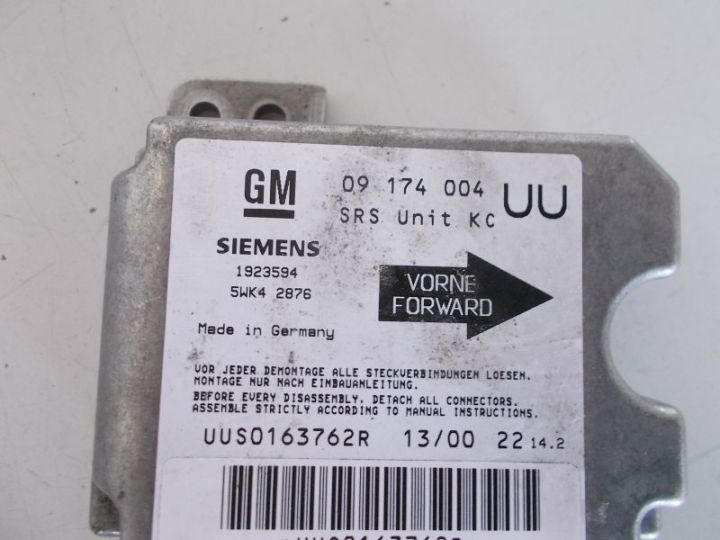 GM
09 174 004 UU
SRS Unit KC
SIEMENS
1923594
5WK4 2876
VORNE
FORWARD
Made in Germany
VOR JEDER DEMONTAGE ALLE STECKVERBINDUNGEN LOESEN.
MONTAGE NUR NACH EINBAUANLEITUNG.
BEFORE EVERY DISASSEMBLY, DETACH ALL CONNECTORS.
ASSEMBLE STRICTLY ACCORDING TO MANUAL INSTRUCTIONS.
UUS0163762R 13/00 22 14.2